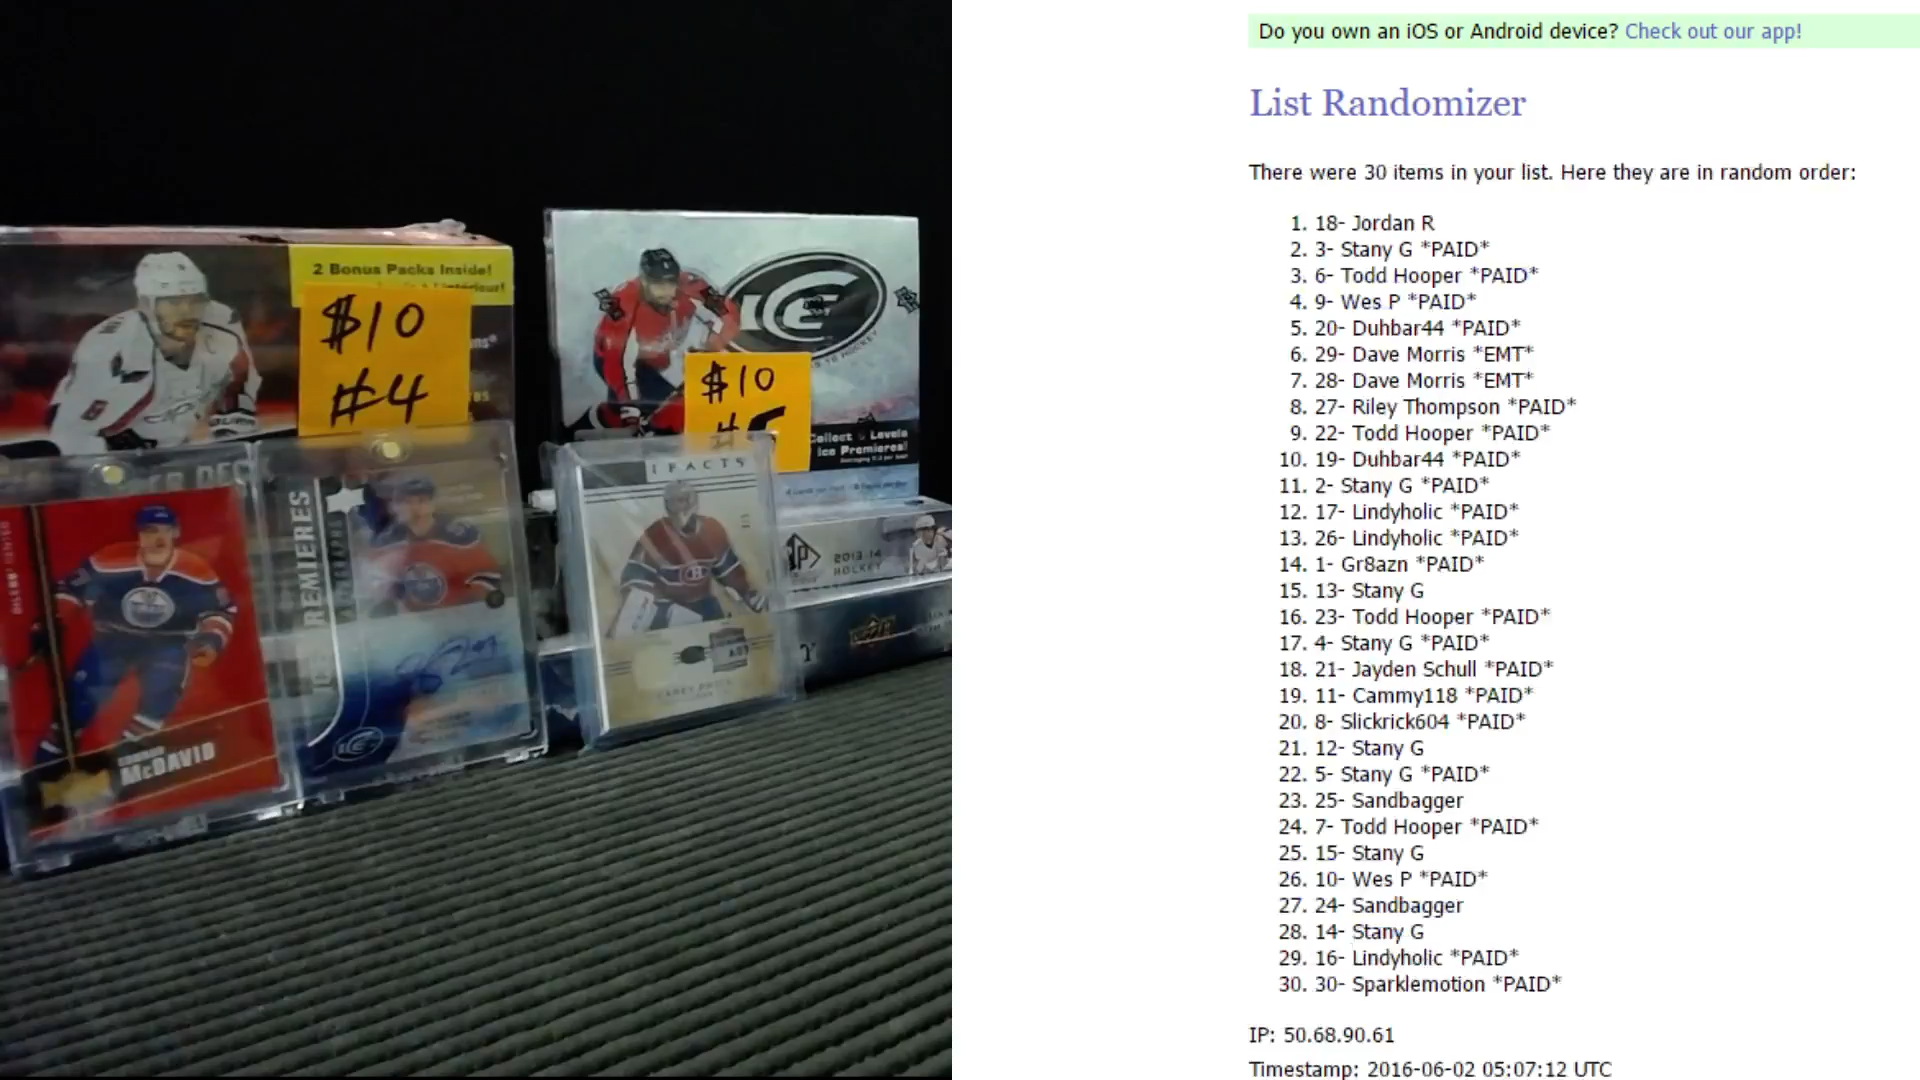 Do you own an iOS or Android device? Check out our app!
List Randomizer
There were 30 items in your list. Here they are in random order:
1. 18- Jordan R
2. 3- Stany G *PAID*
3. 6- Todd Hooper *PAID*
4. 9- Wes P *PAID*
5. 20- Duhbar44 *PAID*
6. 29- Dave Morris *EMT*
7. 28- Dave Morris *EMT*
8. 27- Riley Thompson *PAID*
9. 22- Todd Hooper *PAID*
10. 19- Duhbar44 *PAID*
11. 2- Stany G *PAID*
12. 17- Lindyholic *PAID*
13. 26- Lindyholic *PAID*
14. 1- Gr8azn *PAID*
15. 13- Stany G
16. 23- Todd Hooper *PAID*
17. 4- Stany G *PAID*
18. 21- Jayden Schull *PAID*
19. 11- Cammy118 *PAID*
20. 8- Slickrick604 *PAID*
21. 12- Stany G
22. 5- Stany G *PAID*
23. 25- Sandbagger
24. 7- Todd Hooper *PAID*
25. 15- Stany G
26. 10- Wes P *PAID*
27. 24- Sandbagger
28. 14- Stany G
29. 16- Lindyholic *PAID*
30. 30- Sparklemotion *PAID*
IP: 50.68.90.61
Timestamp: 2016-06-02 05:07:12 UTC
2 Bonus Packs Inside!
$10
#4
ICE
$10
Collect Levels
Ice Premieres!
McDAVID
PREMIERES
ICE
2013 14
HOCKEY